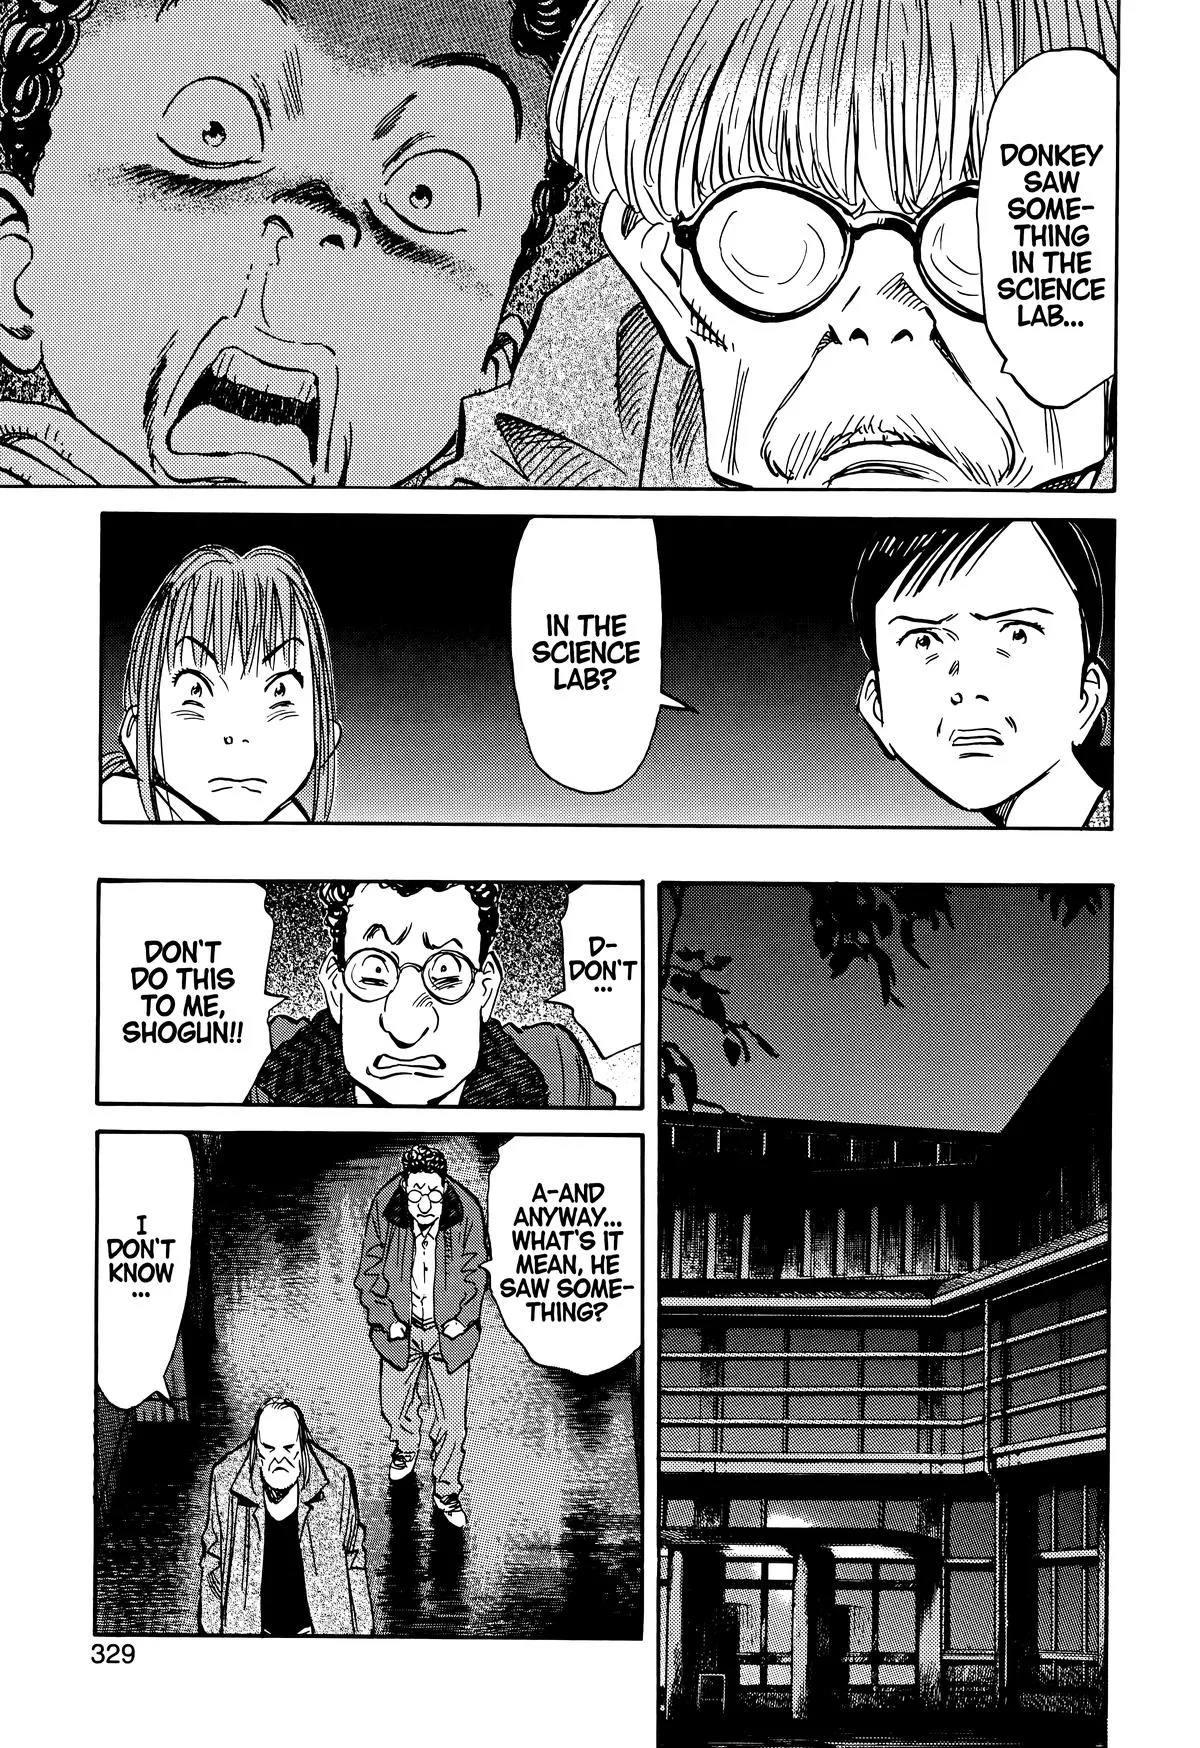 DONKEY
SAW
SOME-
THING
IN THE
SCIENCE
LAB...
IN THE
SCIENCE
LAB?
D-
DON'T
...
DON'T
DO THIS
TO ME,
SHOGUN!!
A-AND
ANYWAY...
WHAT'S IT
MEAN, HE
SAW SOME-
THING?
I
DON'T
KNOW
...
329